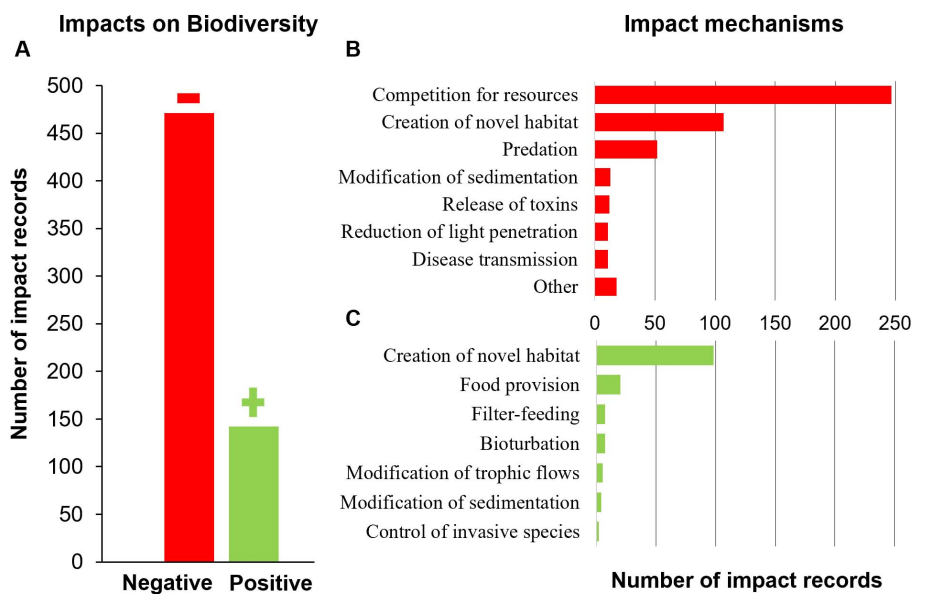 Impacts on Biodiversity
Impact mechanisms
A
B
Number of impact records
500
450
400
350
300
250
200
150
100
50
0
Negative
Positive
Competition for resources
Creation of novel habitat
Predation
Modification of sedimentation
Release of toxins
Reduction of light penetration
Disease transmission
Other
C
0 50 100 150 200 250
Creation of novel habitat
Food provision
Filter-feeding
Bioturbation
Modification of trophic flows
Modification of sedimentation
Control of invasive species
Number of impact records